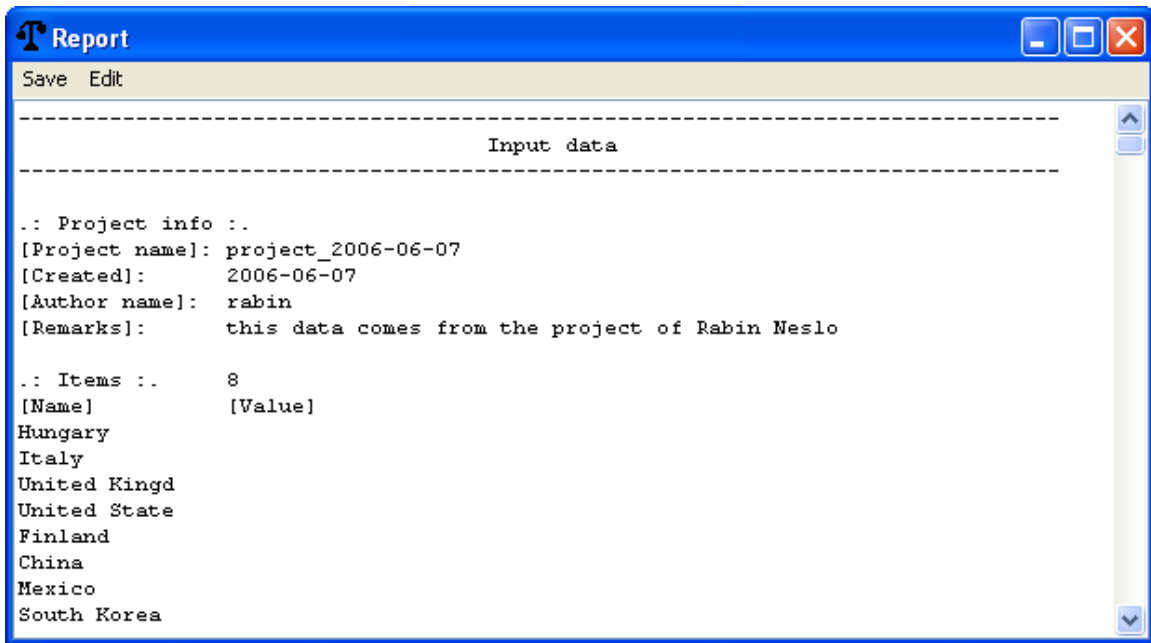 Report
Save Edit
--------------------------------------------------------------------------------
Input data
--------------------------------------------------------------------------------
.: Project info :.
[Project name]: project_2006-06-07
[Created]: 2006-06-07
[Author name]: rabin
[Remarks]: this data comes from the project of Rabin Neslo
.: Items :. 8
[Name] [Value]
Hungary
Italy
United Kingd
United State
Finland
China
Mexico
South Korea